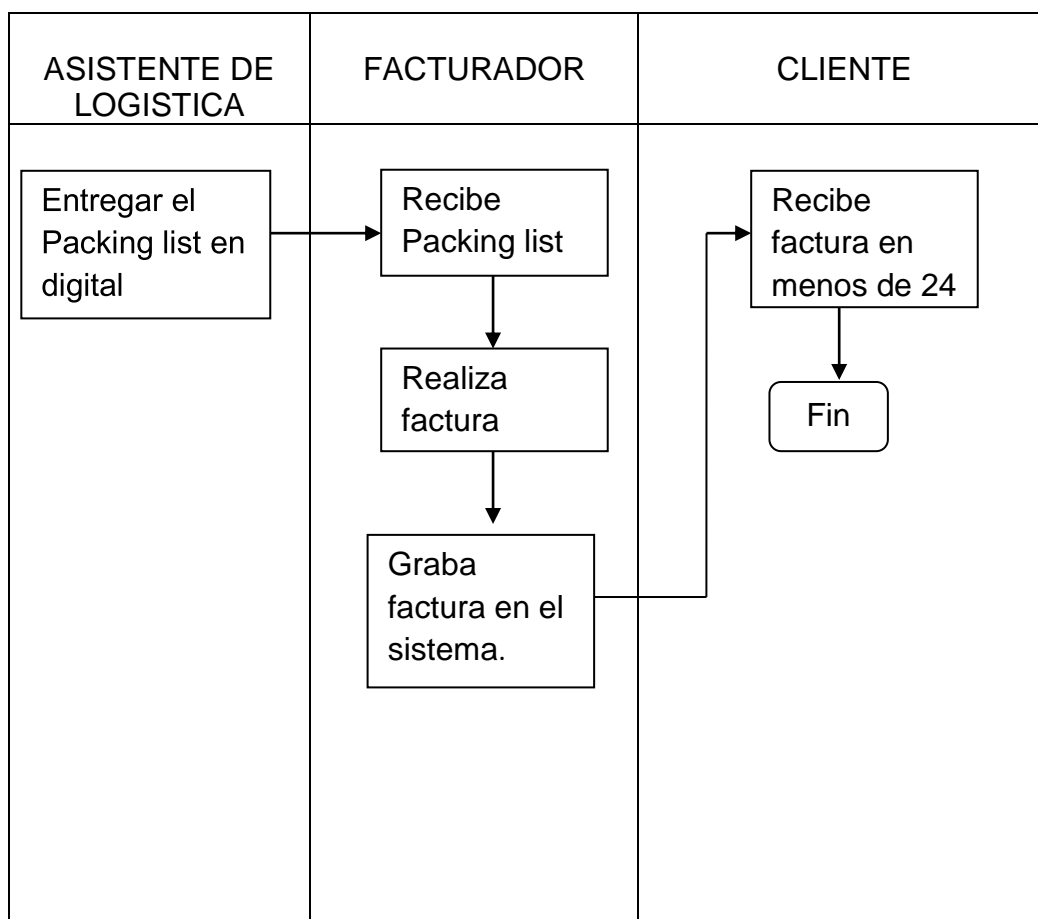 ASISTENTE DE
LOGISTICA
FACTURADOR
CLIENTE
Entregar el
Packing list en
digital
Recibe
Packing list
Realiza
factura
Graba
factura en el
sistema.
Recibe
factura en
menos de 24
Fin